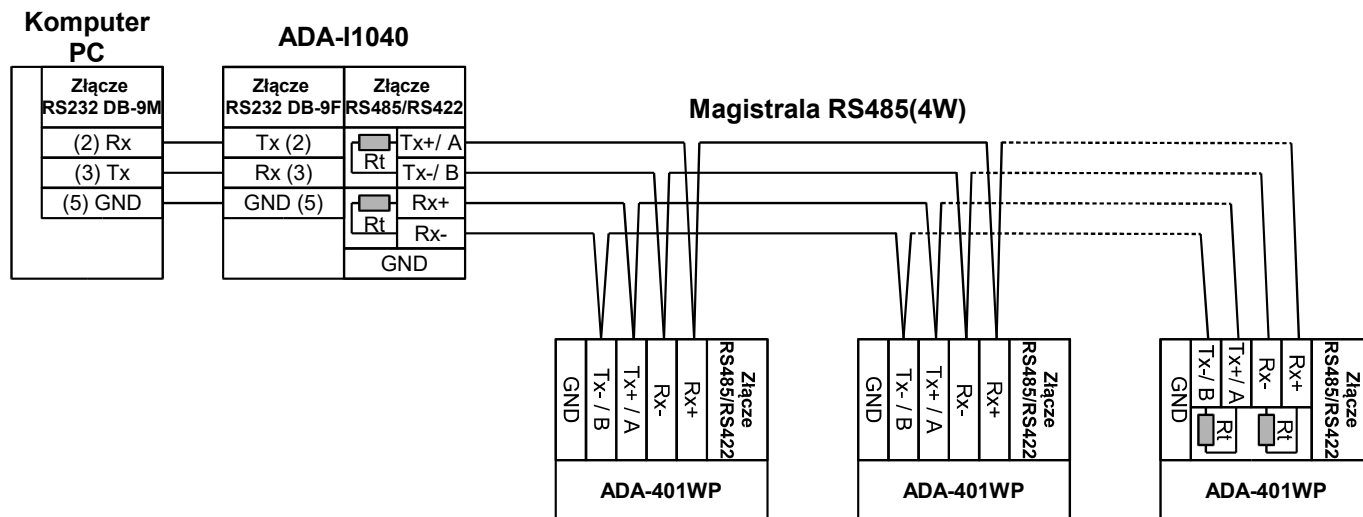 Komputer
PC
ADA-I1040
Złącze
RS232 DB-9M
Złącze
RS232 DB-9F
Złącze
RS485/RS422
Magistrala RS485(4W)
(2) Rx
Tx (2)
Tx+/ A
Rt
(3) Tx
Rx (3)
Tx-/ B
(5) GND
GND (5)
Rx+
Rt
Rx-
GND
GND
Tx- / B
Tx+ / A
Rx-
Rx+
Złącze
RS485/RS422
ADA-401WP
GND
Tx- / B
Tx+ / A
Rx-
Rx+
Złącze
RS485/RS422
ADA-401WP
GND
Tx-/ B
Tx+/ A
Rx-
Rx+
Rt
Rt
Złącze
RS485/RS422
ADA-401WP